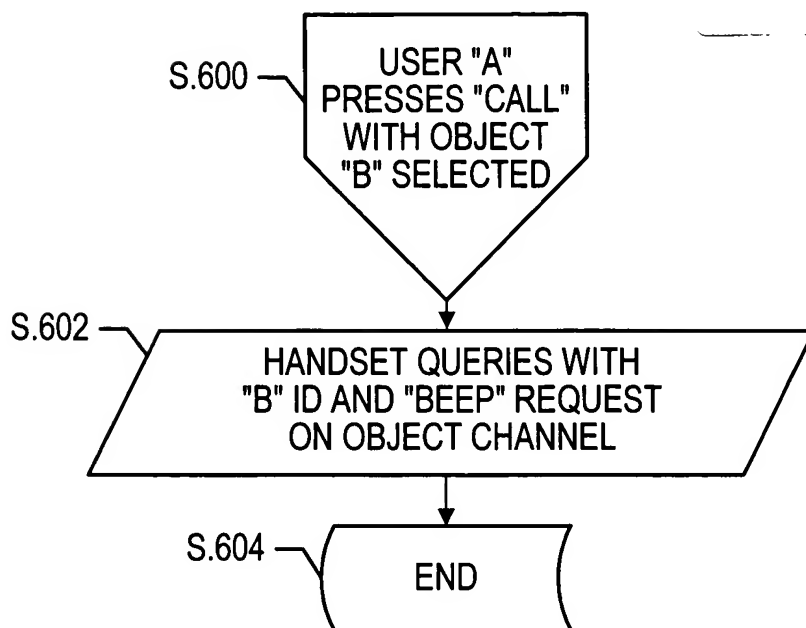 S.600
USER "A"
PRESSES "CALL"
WITH OBJECT
"B" SELECTED
S.602
HANDSET QUERIES WITH
"B" ID AND "BEEP" REQUEST
ON OBJECT CHANNEL
S.604
END